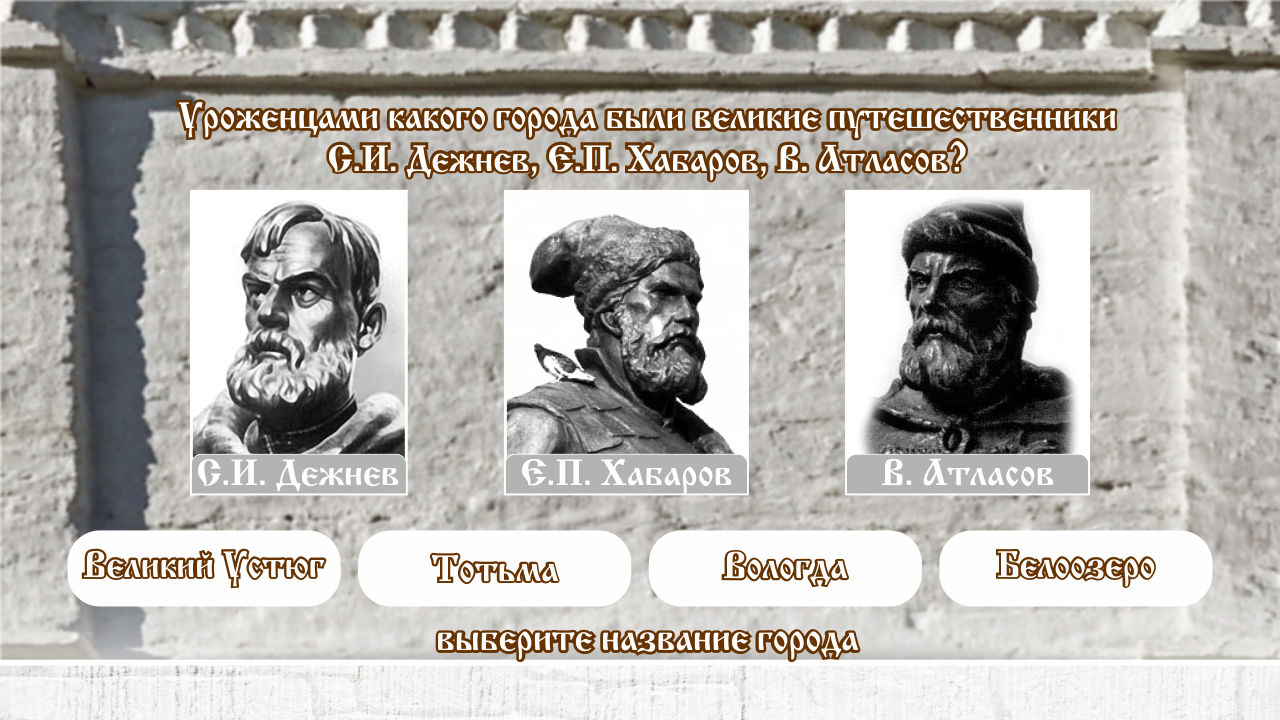 Уроженцами какого города были великие путешественники
С.И. Дежнев, Е.П. Хабаров, В. Атласов?
С.И. Дежнев
Е.П. Хабаров
В. Атласов
Великий Устюг
Тотьма
Вологда
Белоозеро
выберите название города